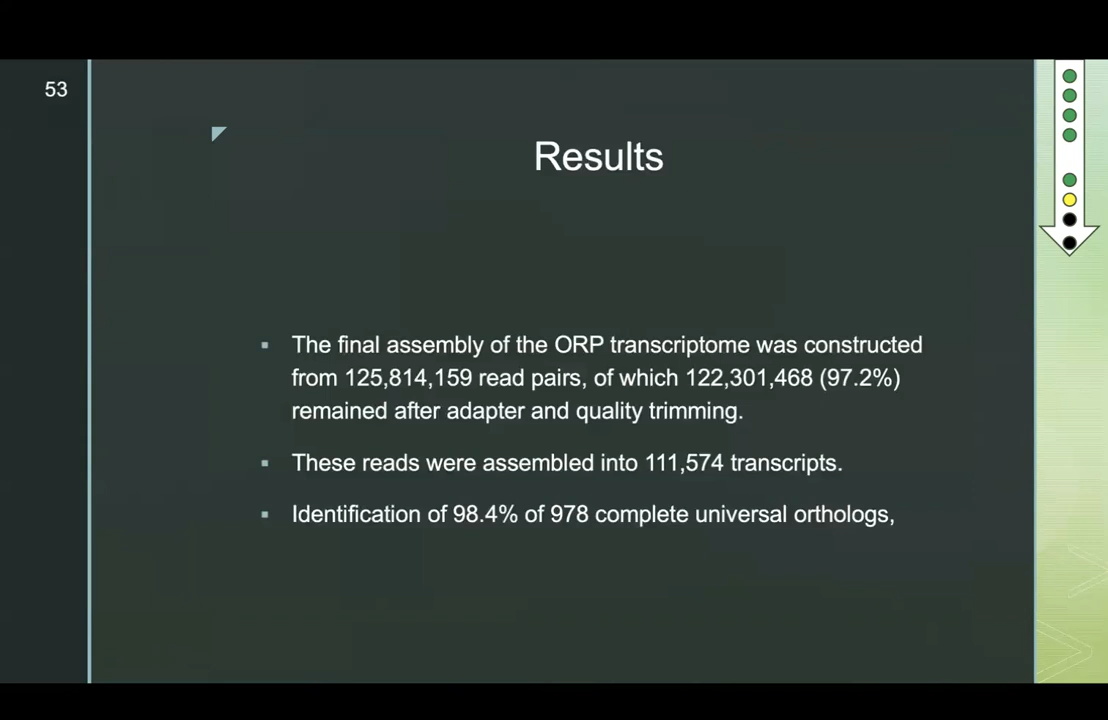 53
Results
▪ The final assembly of the ORP transcriptome was constructed
from 125,814,159 read pairs, of which 122,301,468 (97.2%)
remained after adapter and quality trimming.
▪ These reads were assembled into 111,574 transcripts.
▪ Identification of 98.4% of 978 complete universal orthologs,